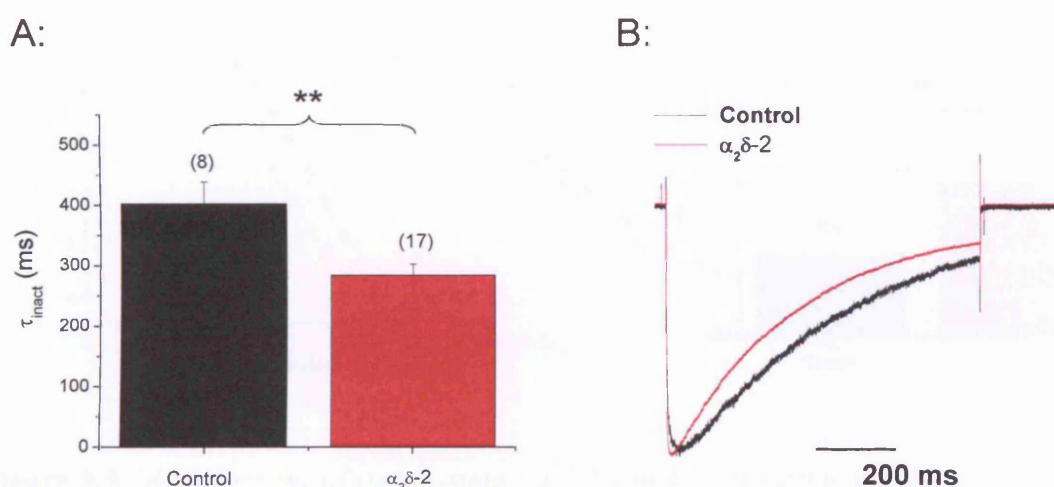 A:
**
500
400
300
200
100
0
τinact (ms)
(8)
(17)
Control
α2δ-2
B:
Control
α2δ-2
200 ms